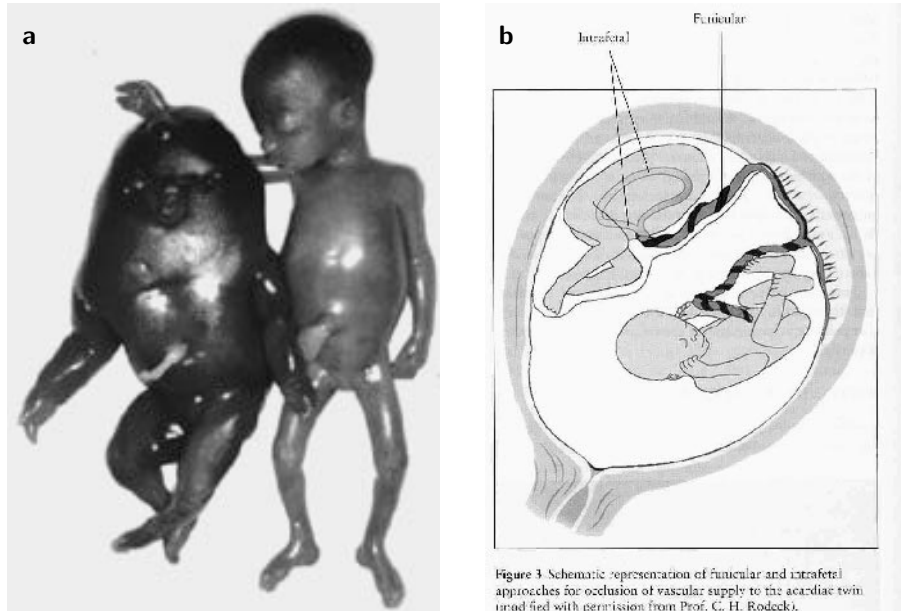 a
b
Funicular
Intrafetal
Figure 3 Schematic representation of funicular and intrafetal
approaches for occlusion of vascular supply to the acardiac twin
(modified with permission from Prof. C. H. Rodeck).